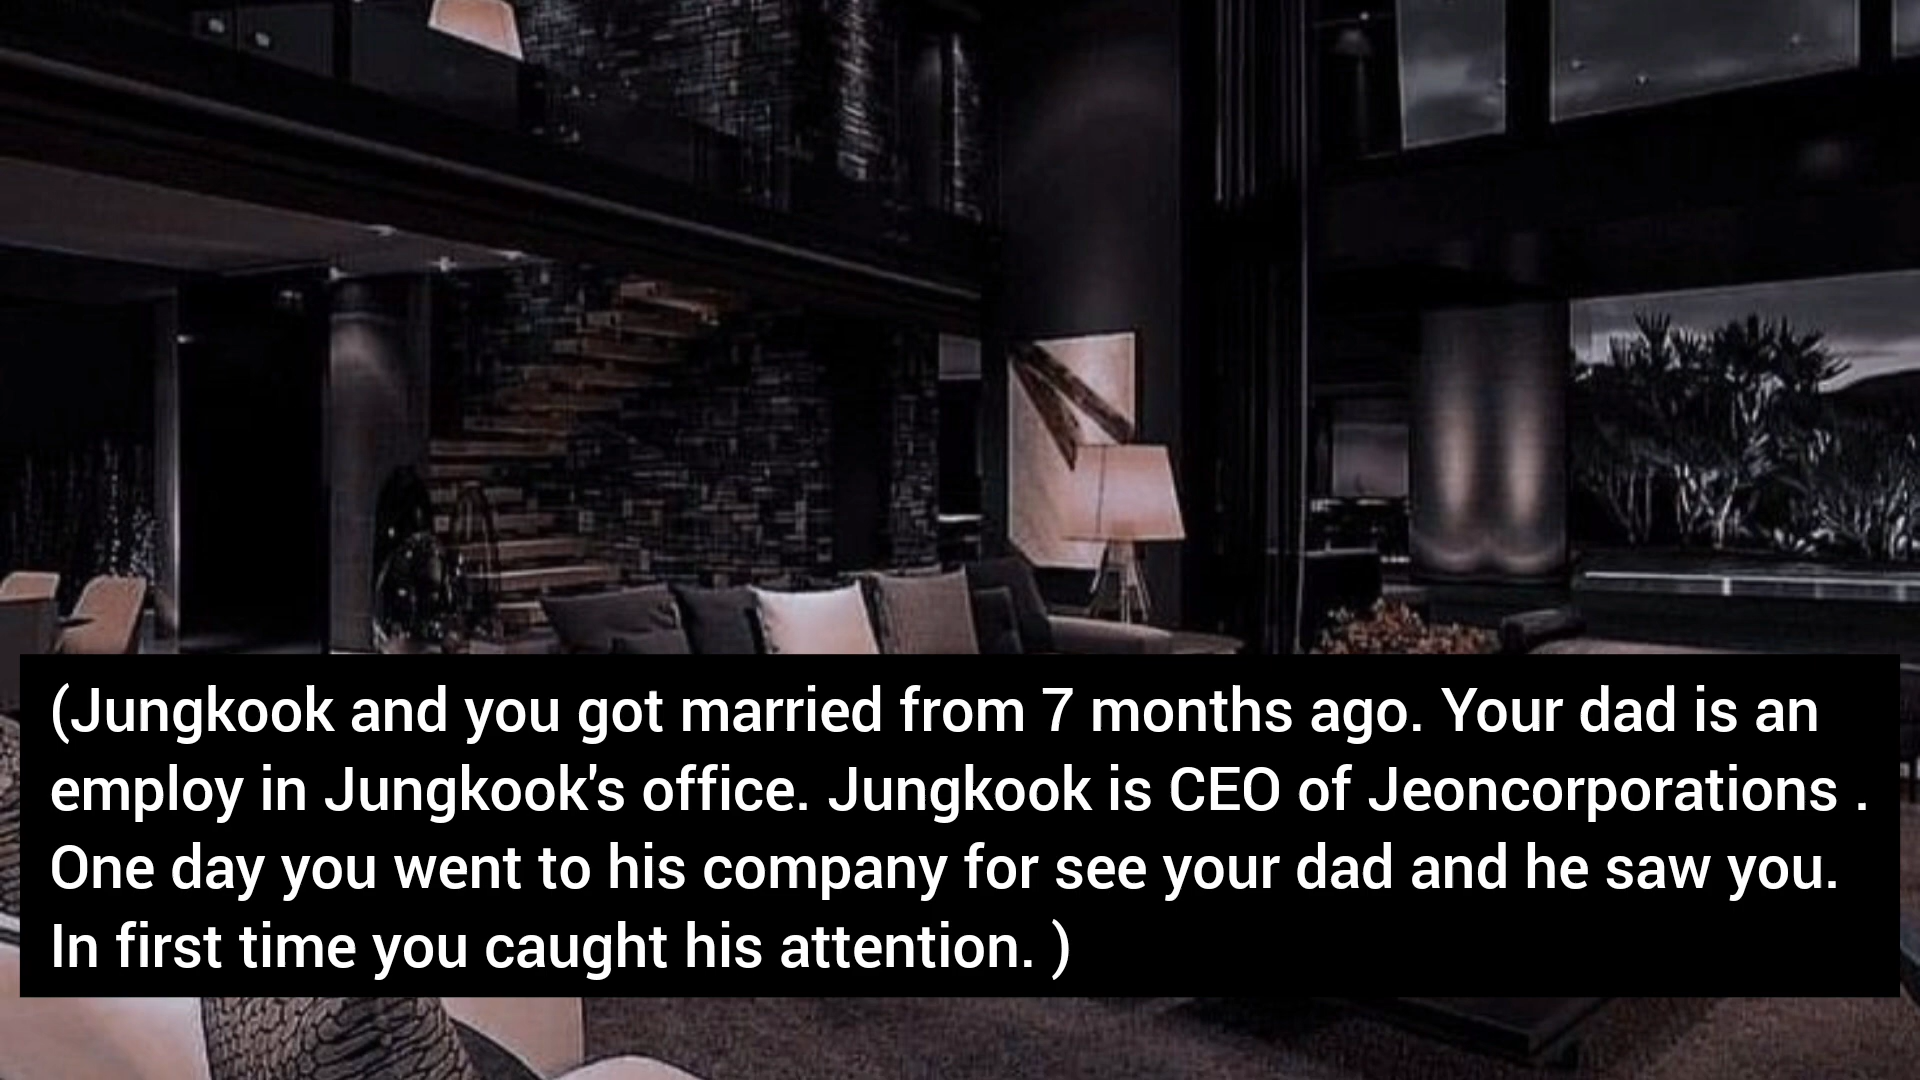 (Jungkook and you got married from 7 months ago. Your dad is an
employ in Jungkook's office. Jungkook is CEO of Jeoncorporations .
One day you went to his company for see your dad and he saw you.
In first time you caught his attention. )